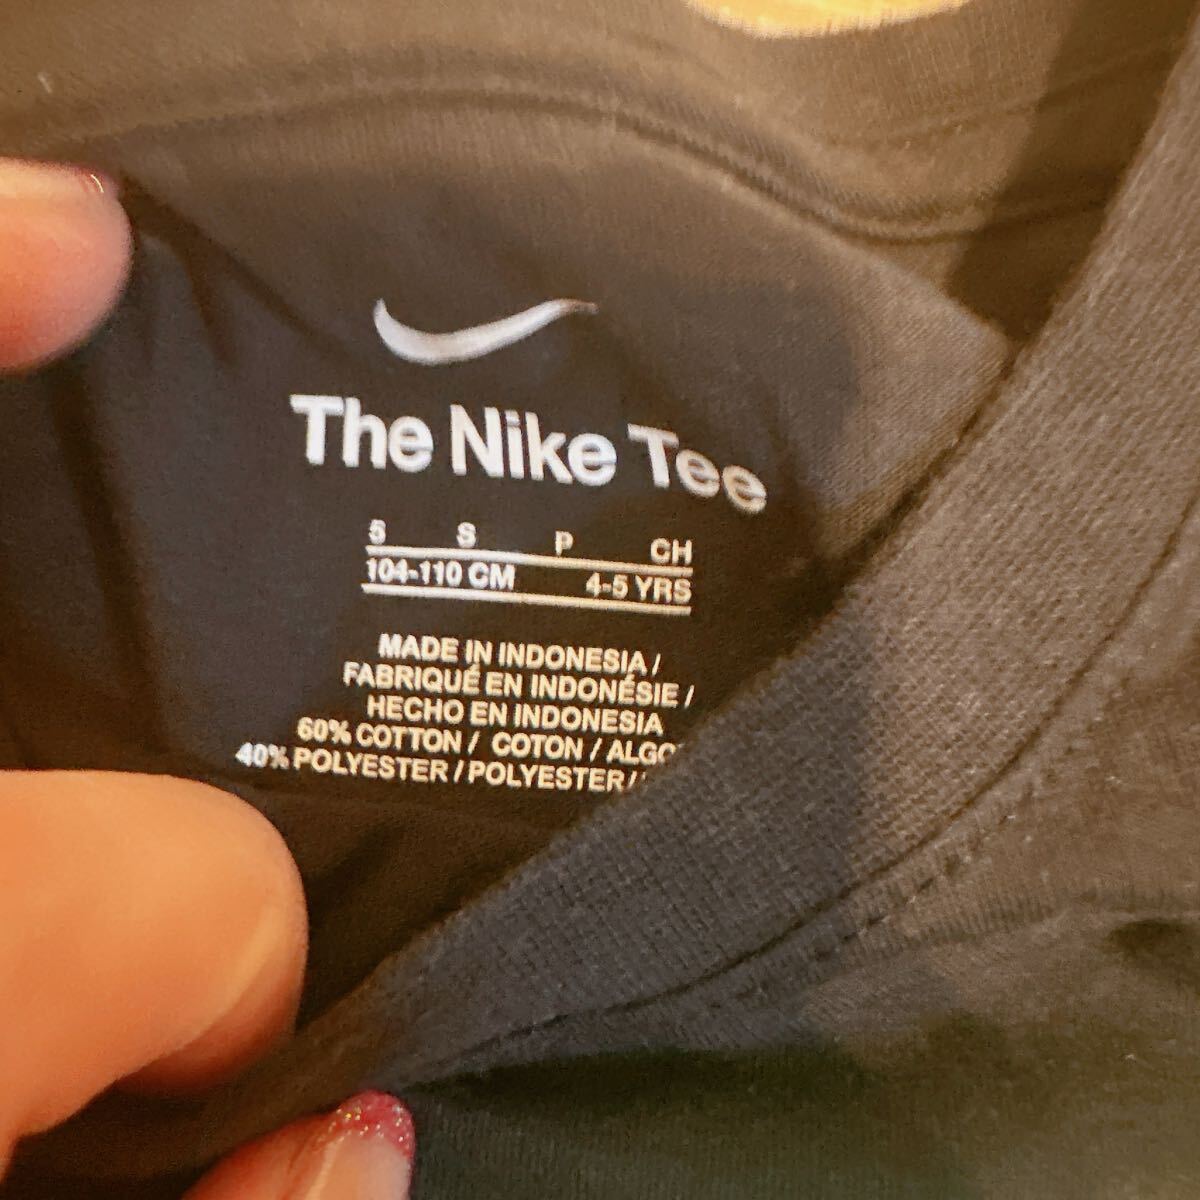 The Nike Tee
5 S P CH
104-110 CM 4-5 YRS
MADE IN INDONESIA /
FABRIQUÉ EN INDONÉSIE /
HECHO EN INDONESIA
60% COTTON / COTON /
40% POLYESTER / POLYESTER /